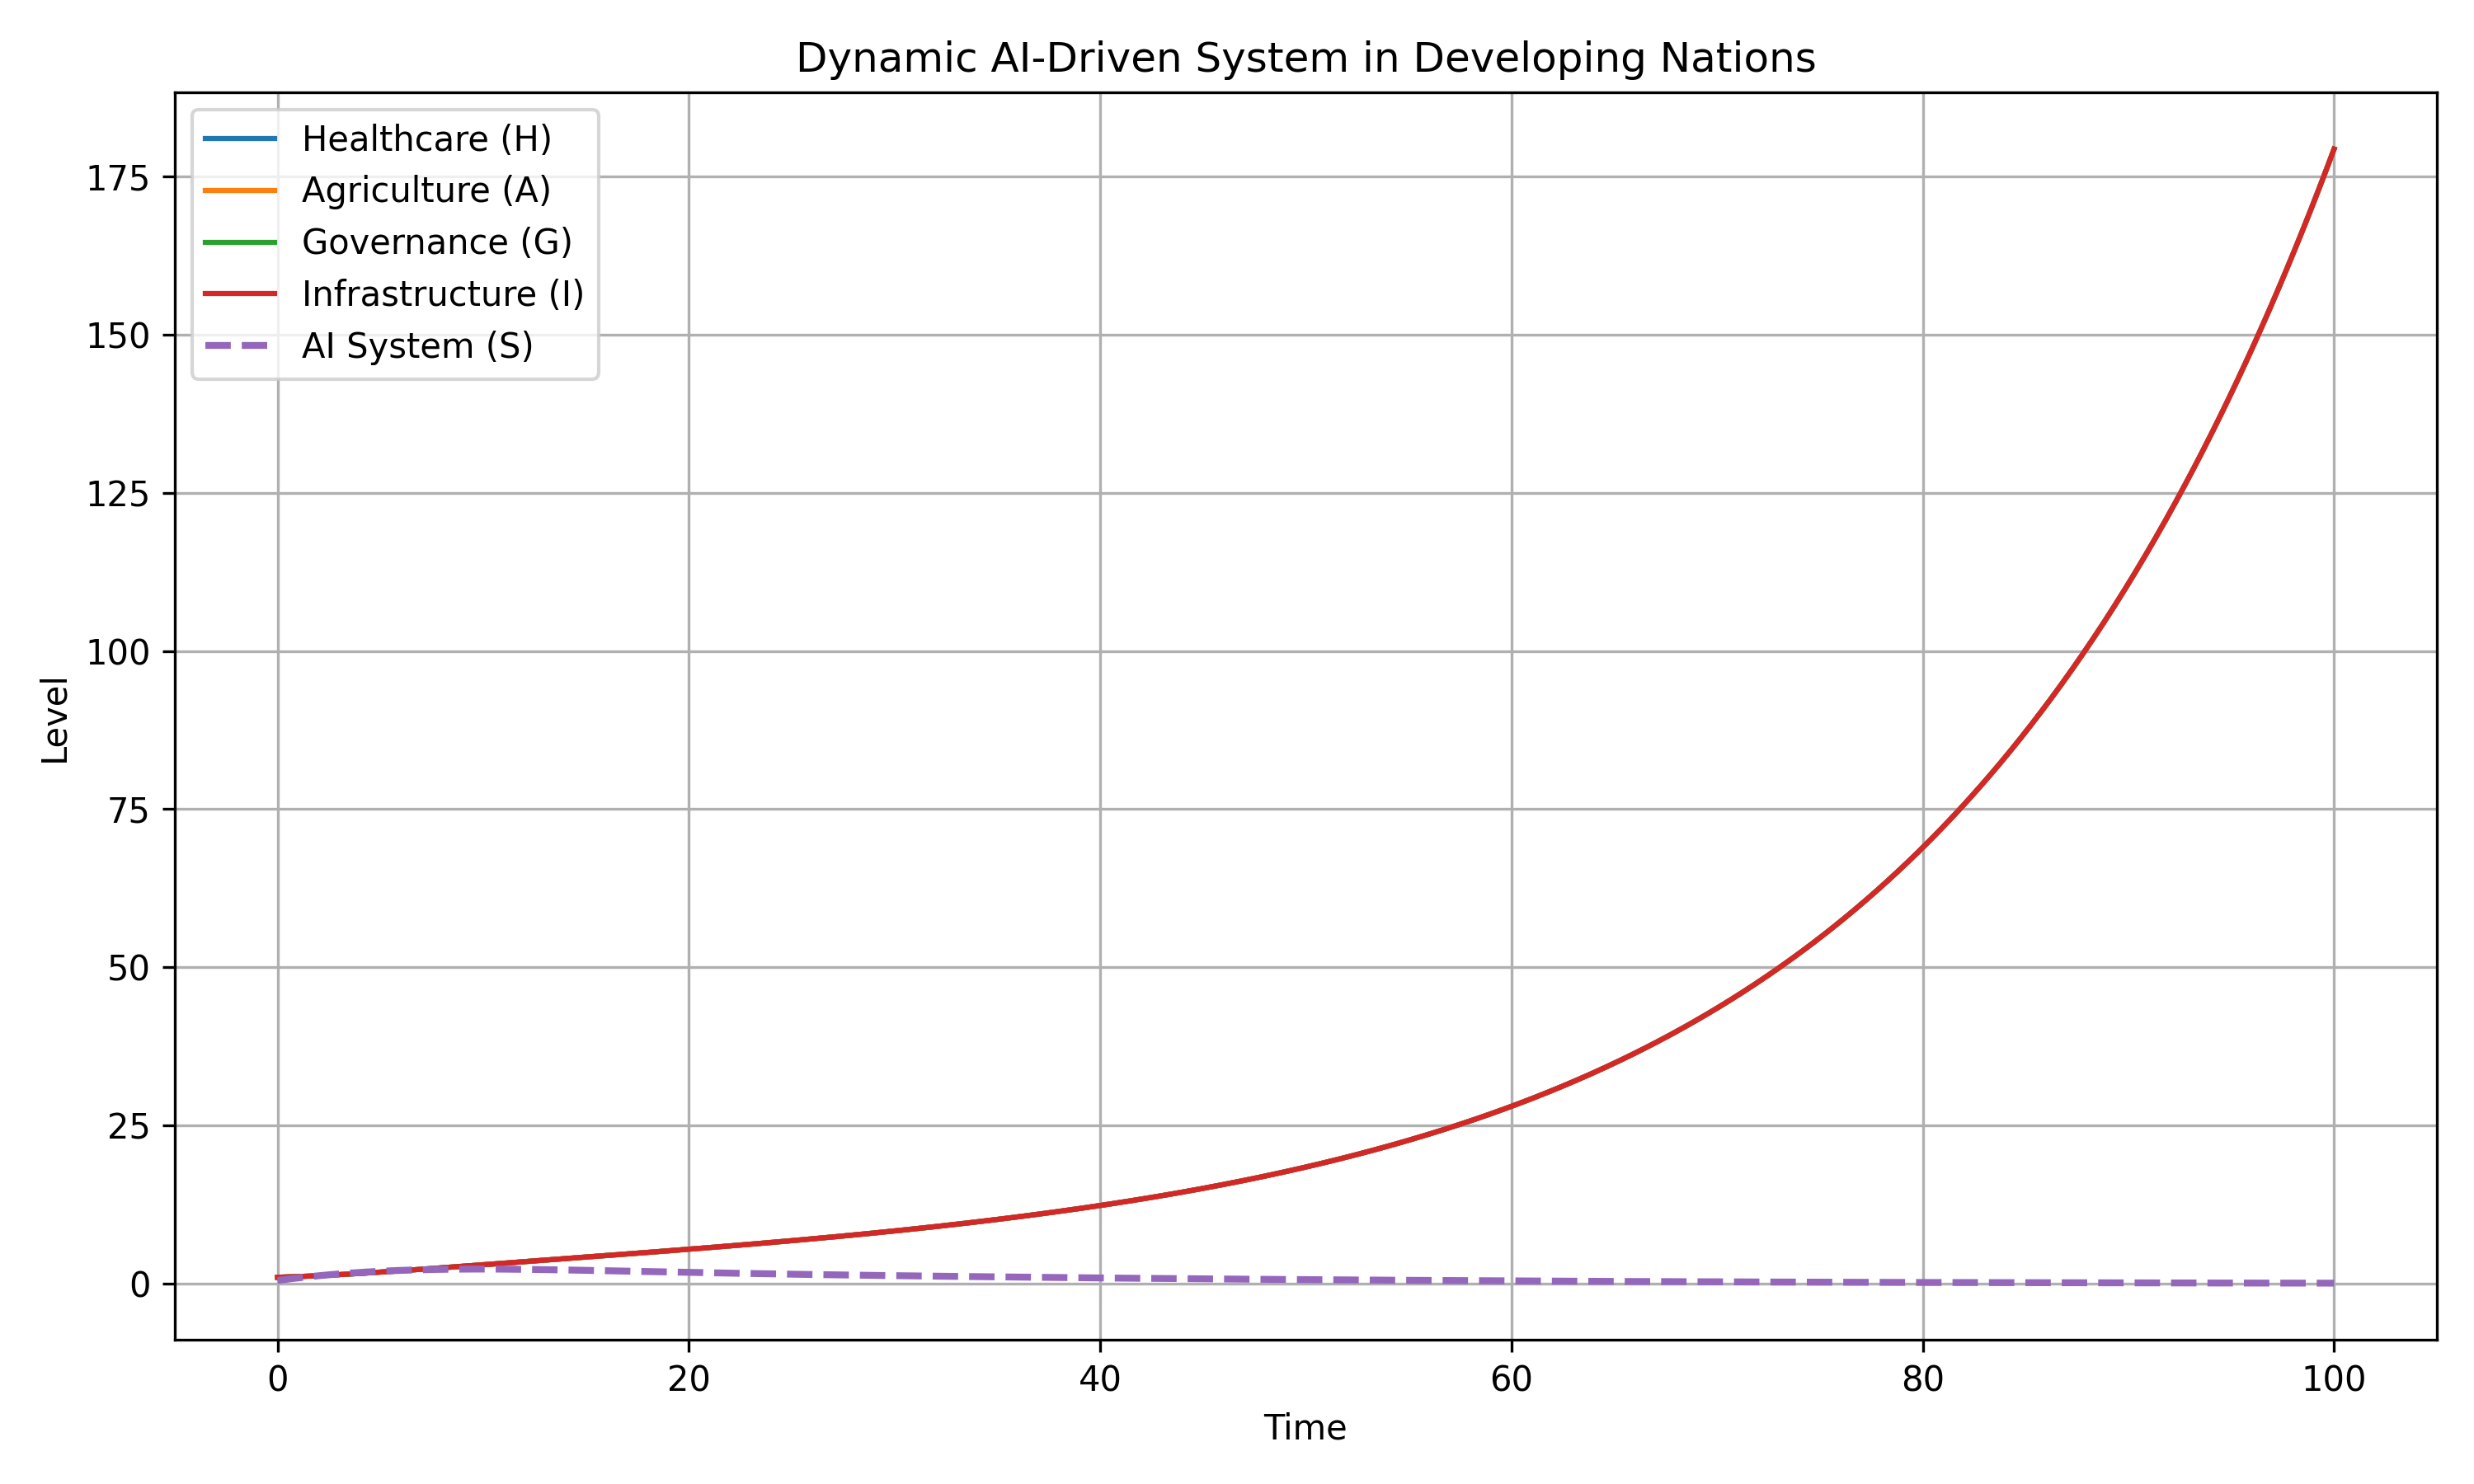 Dynamic AI-Driven System in Developing Nations
Healthcare (H)
Agriculture (A)
Governance (G)
Infrastructure (I)
AI System (S)
175
150
125
100
75
50
25
0
Level
0 20 40 60 80 100
Time